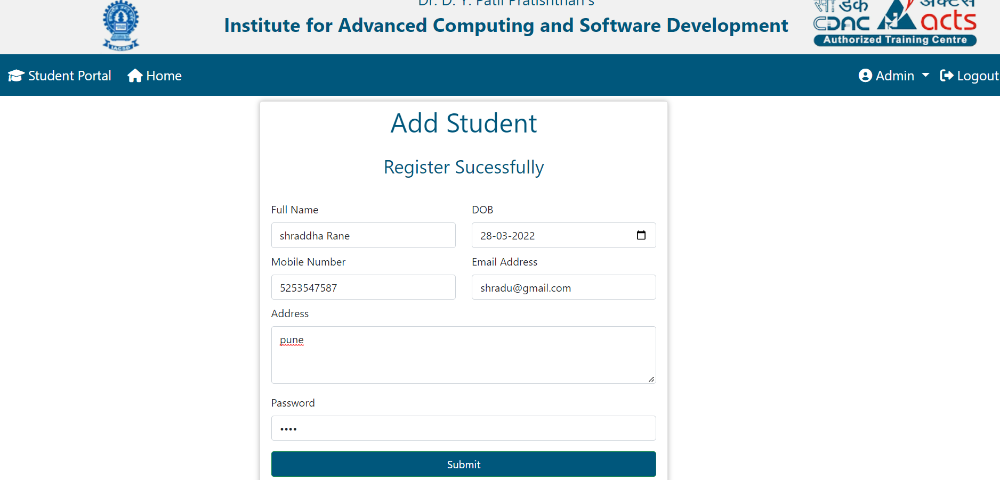 Dr. D. Y. Patil Pratishthan's
Institute for Advanced Computing and Software Development
IACSD
सी डैक
CDAC
अक्टस
acts
Authorized Training Centre
Student Portal
Home
Admin
Logout
Add Student
Register Sucessfully
Full Name
DOB
shraddha Rane
28-03-2022
Mobile Number
Email Address
5253547587
shradu@gmail.com
Address
pune
Password
••••
Submit